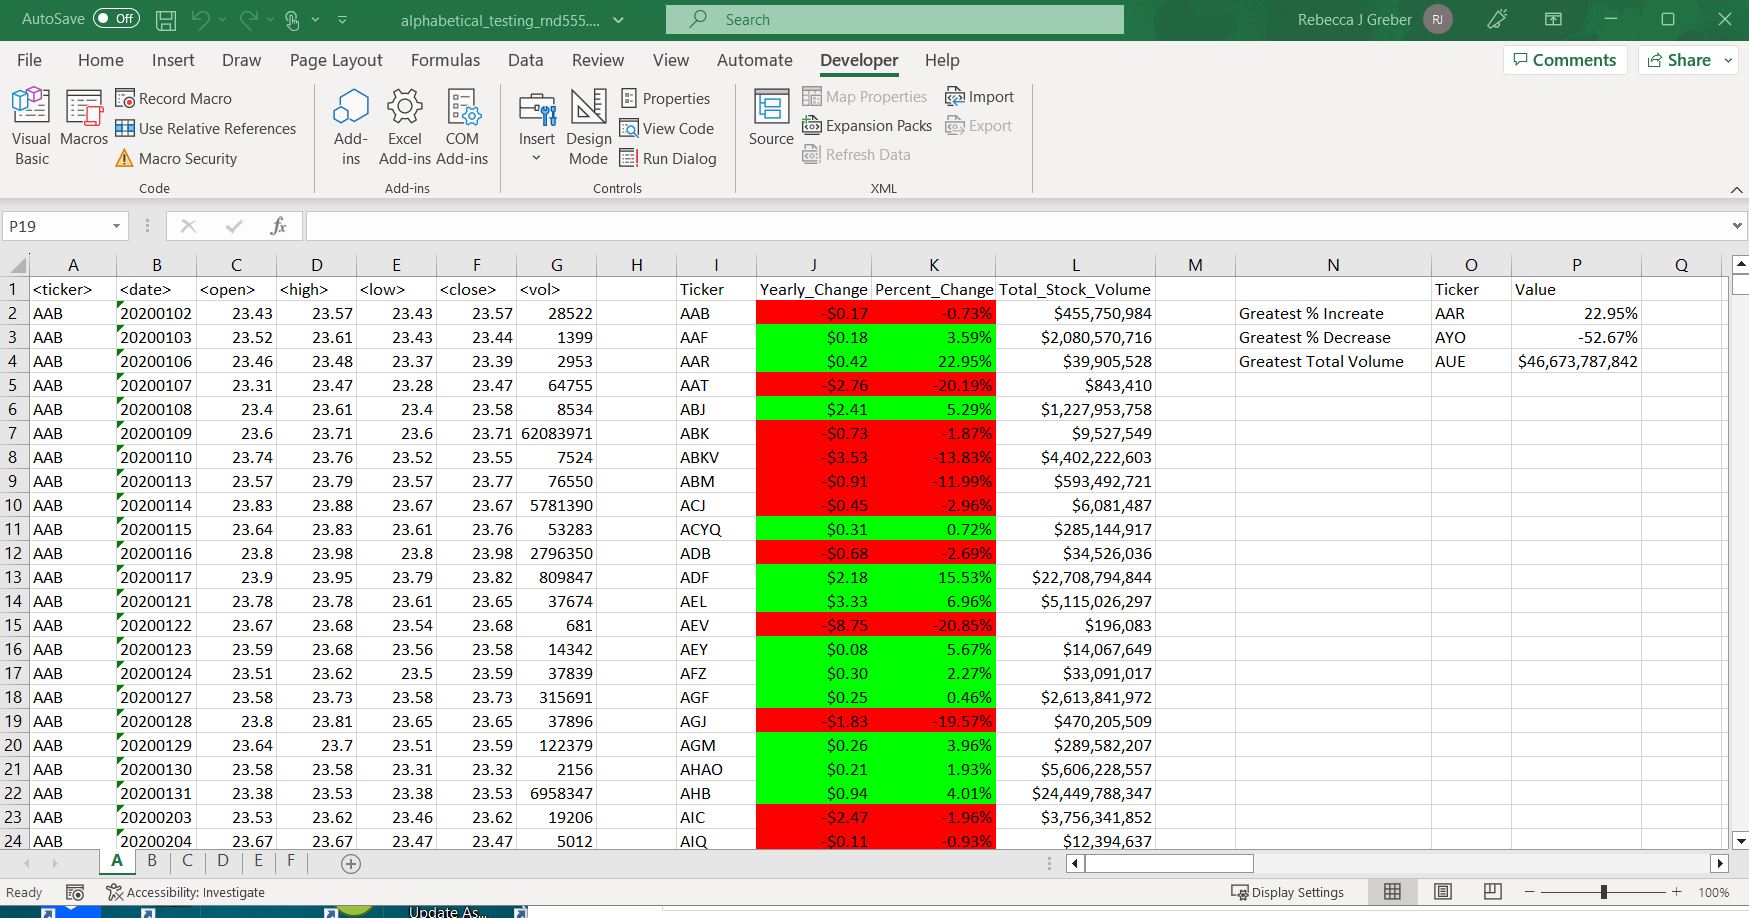 AutoSave Off alphabetical_testing_rnd555.... Search Rebecca J Greber RJ
File Home Insert Draw Page Layout Formulas Data Review View Automate Developer Help Comments Share
Visual Basic
Macros
Record Macro
Use Relative References
Macro Security
Code
Add-ins
Excel Add-ins
COM Add-ins
Add-ins
Insert
Design Mode
Properties
View Code
Run Dialog
Controls
Source
Map Properties
Expansion Packs
Refresh Data
Import
Export
XML
P19 fx
A B C D E F G H I J K L M N O P Q
1 <ticker> <date> <open> <high> <low> <close> <vol> Ticker Yearly_Change Percent_Change Total_Stock_Volume Ticker Value
2 AAB 20200102 23.43 23.57 23.43 23.57 28522 AAB -$0.17 -0.73% $455,750,984 Greatest % Increate AAR 22.95%
3 AAB 20200103 23.52 23.61 23.43 23.44 1399 AAF $0.18 3.59% $2,080,570,716 Greatest % Decrease AYO -52.67%
4 AAB 20200106 23.46 23.48 23.37 23.39 2953 AAR $0.42 22.95% $39,905,528 Greatest Total Volume AUE $46,673,787,842
5 AAB 20200107 23.31 23.47 23.28 23.47 64755 AAT -$2.76 -20.19% $843,410
6 AAB 20200108 23.4 23.61 23.4 23.58 8534 ABJ $2.41 5.29% $1,227,953,758
7 AAB 20200109 23.6 23.71 23.6 23.71 62083971 ABK -$0.73 -1.87% $9,527,549
8 AAB 20200110 23.74 23.76 23.52 23.55 7524 ABKV -$3.53 -13.83% $4,402,222,603
9 AAB 20200113 23.57 23.79 23.57 23.77 76550 ABM -$0.91 -11.99% $593,492,721
10 AAB 20200114 23.83 23.88 23.67 23.67 5781390 ACJ -$0.45 -2.96% $6,081,487
11 AAB 20200115 23.64 23.83 23.61 23.76 53283 ACYQ $0.31 0.72% $285,144,917
12 AAB 20200116 23.8 23.98 23.8 23.98 2796350 ADB -$0.68 -2.69% $34,526,036
13 AAB 20200117 23.9 23.95 23.79 23.82 809847 ADF $2.18 15.53% $22,708,794,844
14 AAB 20200121 23.78 23.78 23.61 23.65 37674 AEL $3.33 6.96% $5,115,026,297
15 AAB 20200122 23.67 23.68 23.54 23.68 681 AEV -$8.75 -20.85% $196,083
16 AAB 20200123 23.59 23.68 23.56 23.58 14342 AEY $0.08 5.67% $14,067,649
17 AAB 20200124 23.51 23.62 23.5 23.59 37839 AFZ $0.30 2.27% $33,091,017
18 AAB 20200127 23.58 23.73 23.58 23.73 315691 AGF $0.25 0.46% $2,613,841,972
19 AAB 20200128 23.8 23.81 23.65 23.65 37896 AGJ -$1.83 -19.57% $470,205,509
20 AAB 20200129 23.64 23.7 23.51 23.59 122379 AGM $0.26 3.96% $289,582,207
21 AAB 20200130 23.58 23.58 23.31 23.32 2156 AHAO $0.21 1.93% $5,606,228,557
22 AAB 20200131 23.38 23.53 23.38 23.53 6958347 AHB $0.94 4.01% $24,449,788,347
23 AAB 20200203 23.53 23.62 23.46 23.62 19206 AIC -$2.47 -1.96% $3,756,341,852
24 AAB 20200204 23.67 23.67 23.47 23.47 5012 AIQ -$0.11 -0.93% $12,394,637
A B C D E F
Ready Accessibility: Investigate Display Settings 100%
Update As...